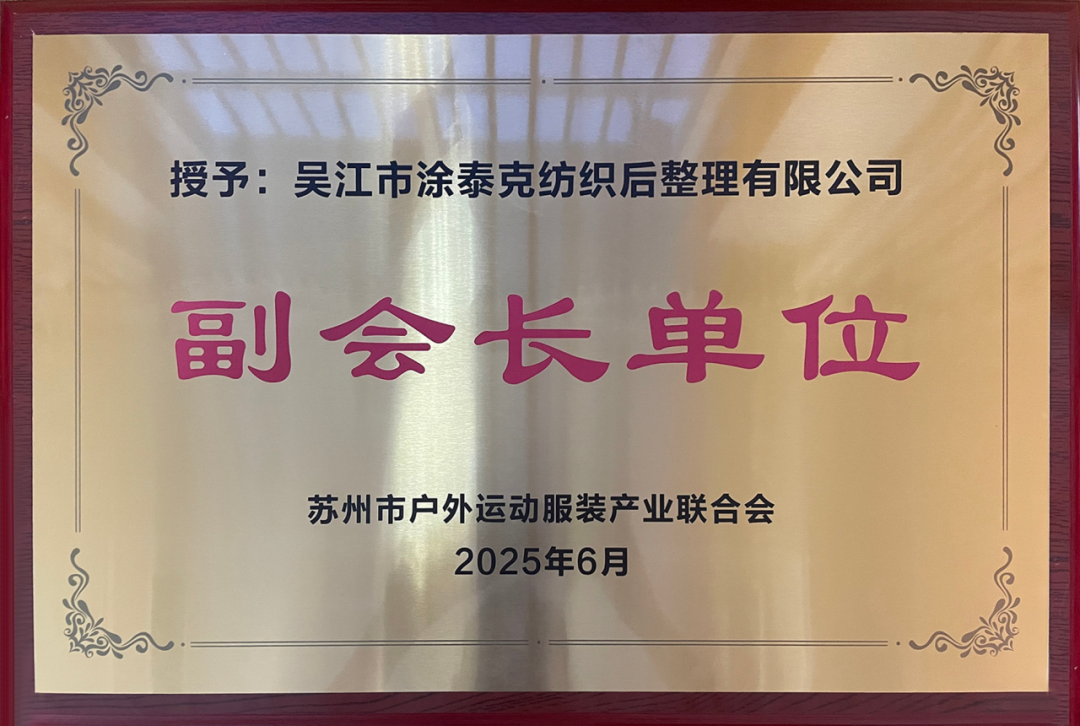 授予：吴江市涂泰克纺织后整理有限公司
副会长单位
苏州市户外运动服装产业联合会
2025年6月